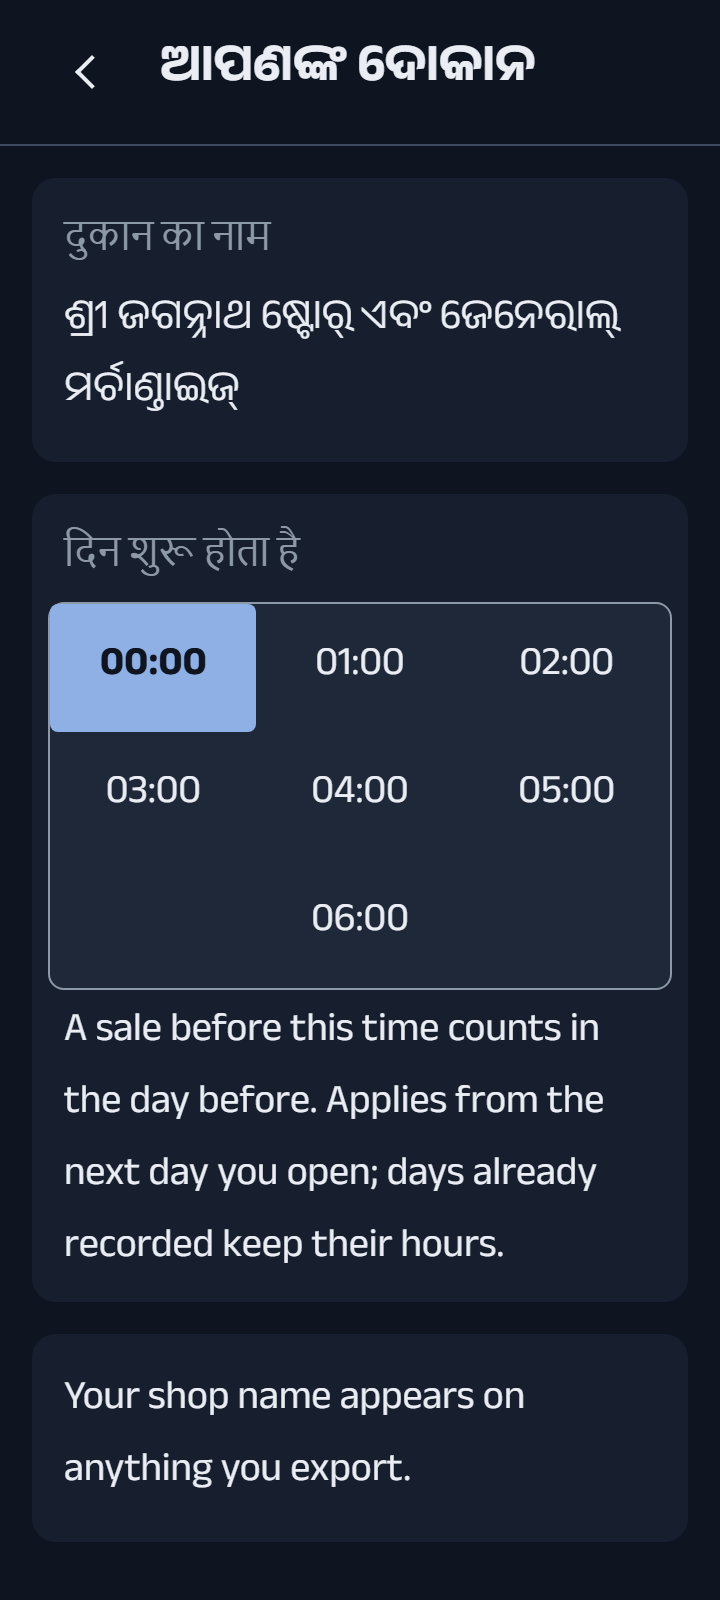 ଆପଣଙ୍କ ଦୋକାନ
दुकान का नाम
ଶ୍ରୀ ଜଗନ୍ନାଥ ଷ୍ଟୋର୍ ଏବଂ ଜେନେରାଲ୍
ମର୍ଚାଣ୍ଡାଇଜ୍
दिन शुरू होता है
00:00 01:00 02:00
03:00 04:00 05:00
06:00
A sale before this time counts in
the day before. Applies from the
next day you open; days already
recorded keep their hours.
Your shop name appears on
anything you export.